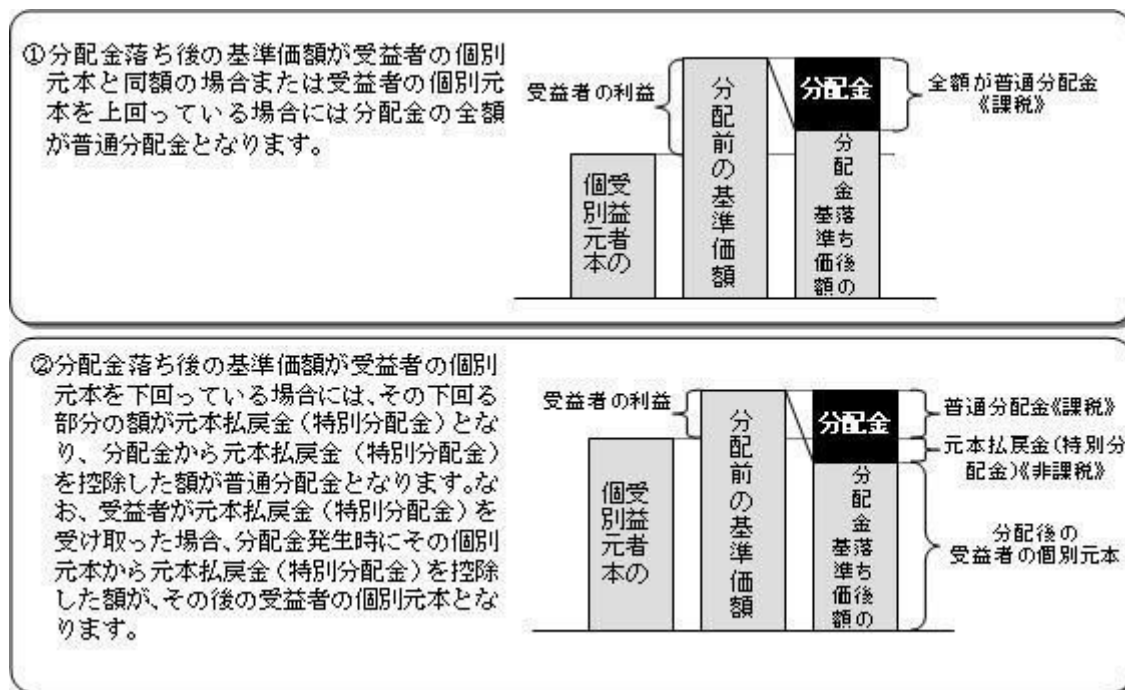 ①分配金落ち後の基準価額が受益者の個別
元本と同額の場合または受益者の個別元
本を上回っている場合には分配金の全額
が普通分配金となります。
受益者の利益
受益者の
個別元本
分配前の基準価額
分配金
分配金落ち後の
基準価額
全額が普通分配金
《課税》
②分配金落ち後の基準価額が受益者の個別
元本を下回っている場合には、その下回る
部分の額が元本払戻金(特別分配金)とな
り、分配金から元本払戻金(特別分配金)
を控除した額が普通分配金となります。な
お、受益者が元本払戻金(特別分配金)を
受け取った場合、分配金発生時にその個別
元本から元本払戻金(特別分配金)を控除
した額が、その後の受益者の個別元本とな
ります。
受益者の利益
受益者の
個別元本
分配前の基準価額
分配金
分配金落ち後の
基準価額
普通分配金《課税》
元本払戻金(特別分
配金)《非課税》
分配後の
受益者の個別元本